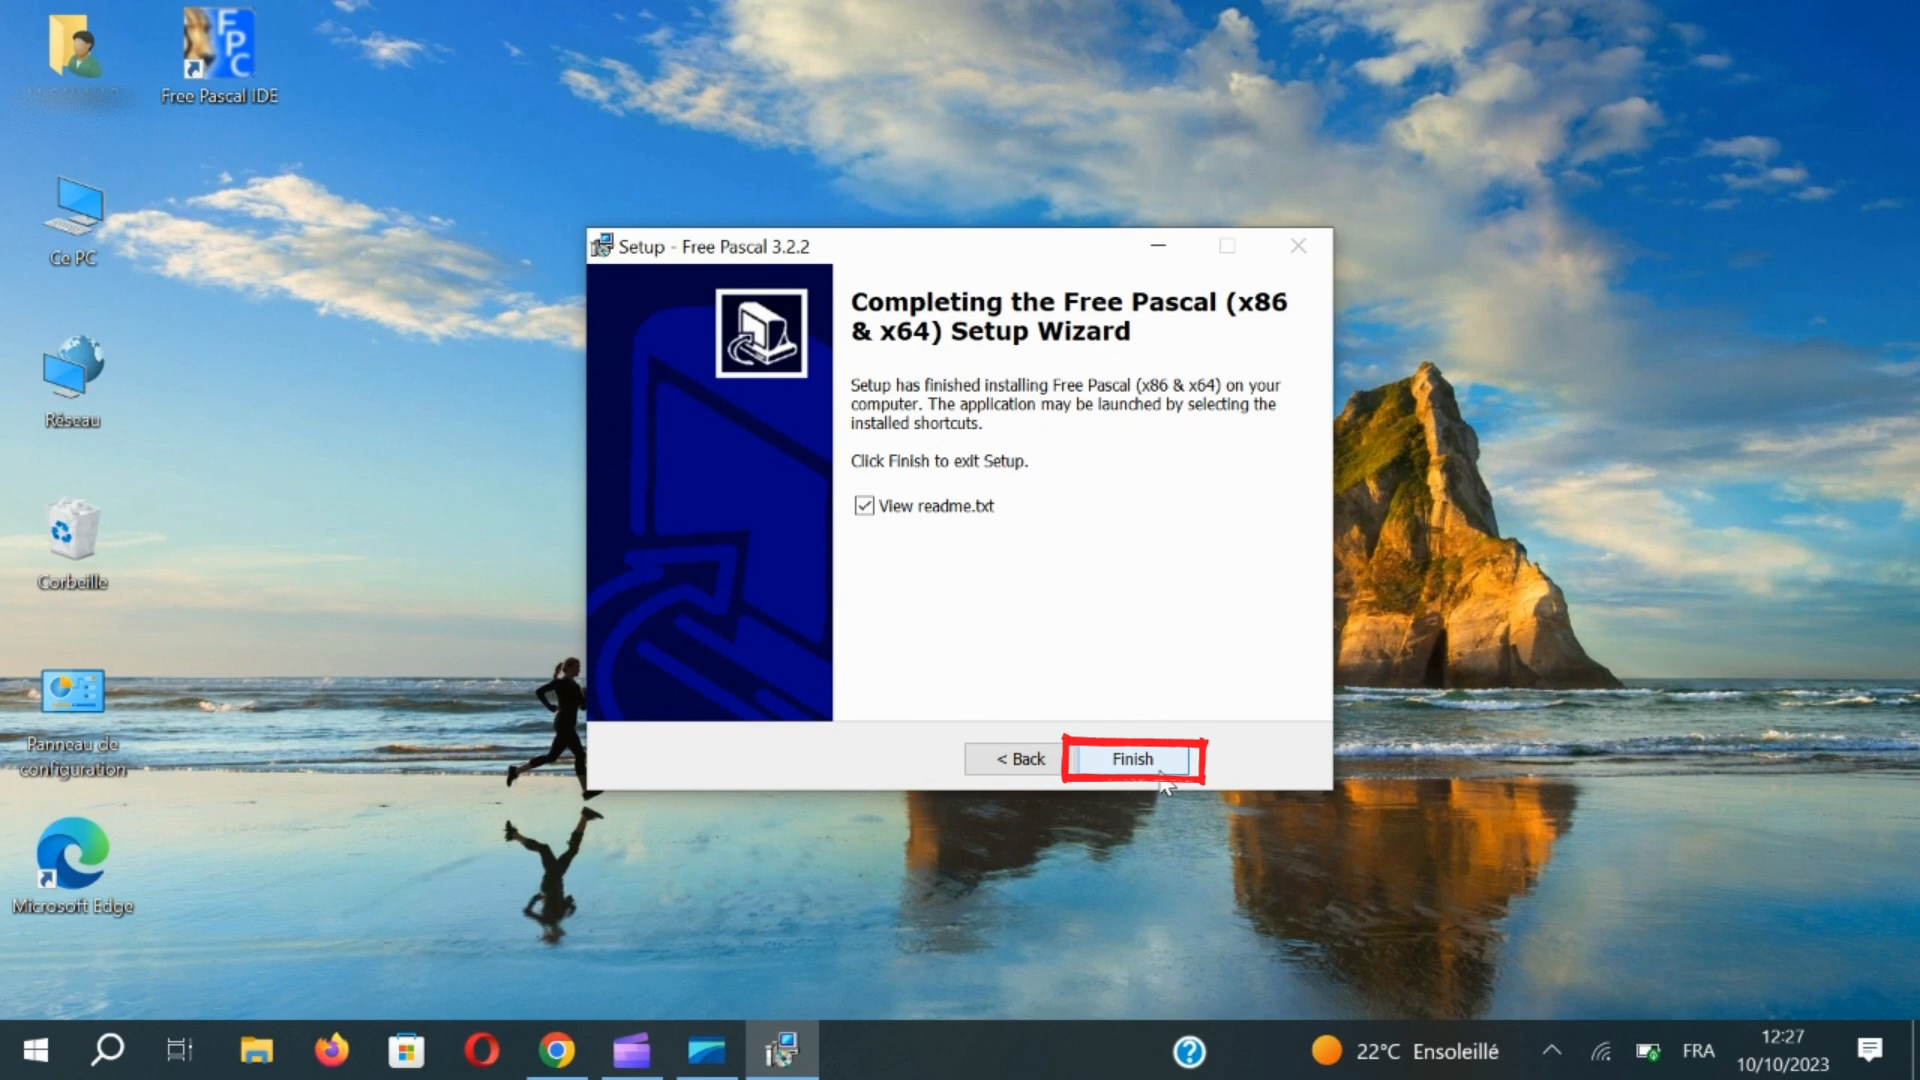 FPC
Free Pascal IDE
Ce PC
Réseau
Corbeille
Panneau de
configuration
Microsoft Edge
Setup - Free Pascal 3.2.2
Completing the Free Pascal (x86
& x64) Setup Wizard
Setup has finished installing Free Pascal (x86 & x64) on your
computer. The application may be launched by selecting the
installed shortcuts.
Click Finish to exit Setup.
View readme.txt
< Back
Finish
22°C Ensoleillé
FRA
12:27
10/10/2023